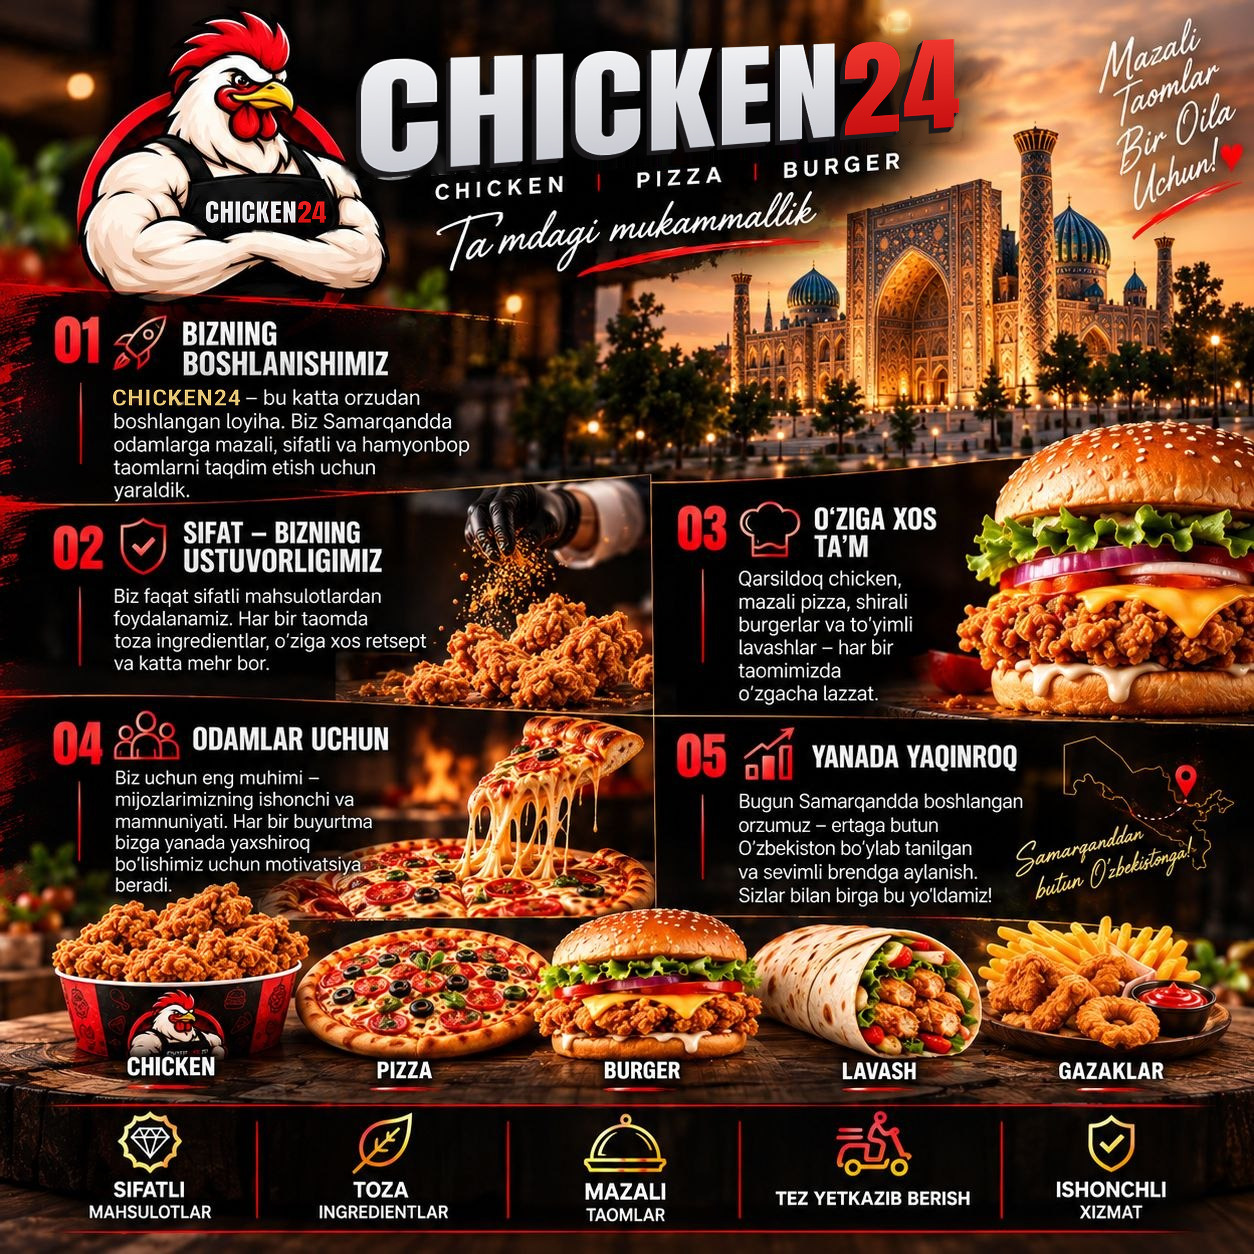 CHICKEN24
CHICKEN | PIZZA | BURGER
Ta'mdagi mukammallik
Mazali
Taomlar
Bir Oila
Uchun!
CHICKEN24
01
BIZNING
BOSHLANISHIMIZ
CHICKEN24 – bu katta orzudan
boshlangan loyiha. Biz Samarqandda
odamlarga mazali, sifatli va hamyonbop
taomlarni taqdim etish uchun
yaraldik.
02
SIFAT – BIZNING
USTUVORLIGIMIZ
Biz faqat sifatli mahsulotlardan
foydalanamiz. Har bir taomda
toza ingredientlar, o'ziga xos retsept
va katta mehr bor.
03
O'ZIGA XOS
TA'M
Qarsildoq chicken,
mazali pizza, shirali
burgerlar va to'yimli
lavashlar – har bir
taomimizda
o'zgacha lazzat.
04
ODAMLAR UCHUN
Biz uchun eng muhimi –
mijozlarimizning ishonchi va
mamnuniyati. Har bir buyurtma
bizga yanada yaxshiroq
bo'lishimiz uchun motivatsiya
beradi.
05
YANADA YAQINROQ
Bugun Samarqandda boshlangan
orzumuz – ertaga butun
O'zbekiston bo'ylab tanilgan
va sevimli brendga aylanish.
Sizlar bilan birga bu yo'ldamiz!
Samarqanddan
butun O'zbekistonga!
CHICKEN
PIZZA
BURGER
LAVASH
GAZAKLAR
SIFATLI
MAHSULOTLAR
TOZA
INGREDIENTLAR
MAZALI
TAOMLAR
TEZ YETKAZIB BERISH
ISHONCHLI
XIZMAT